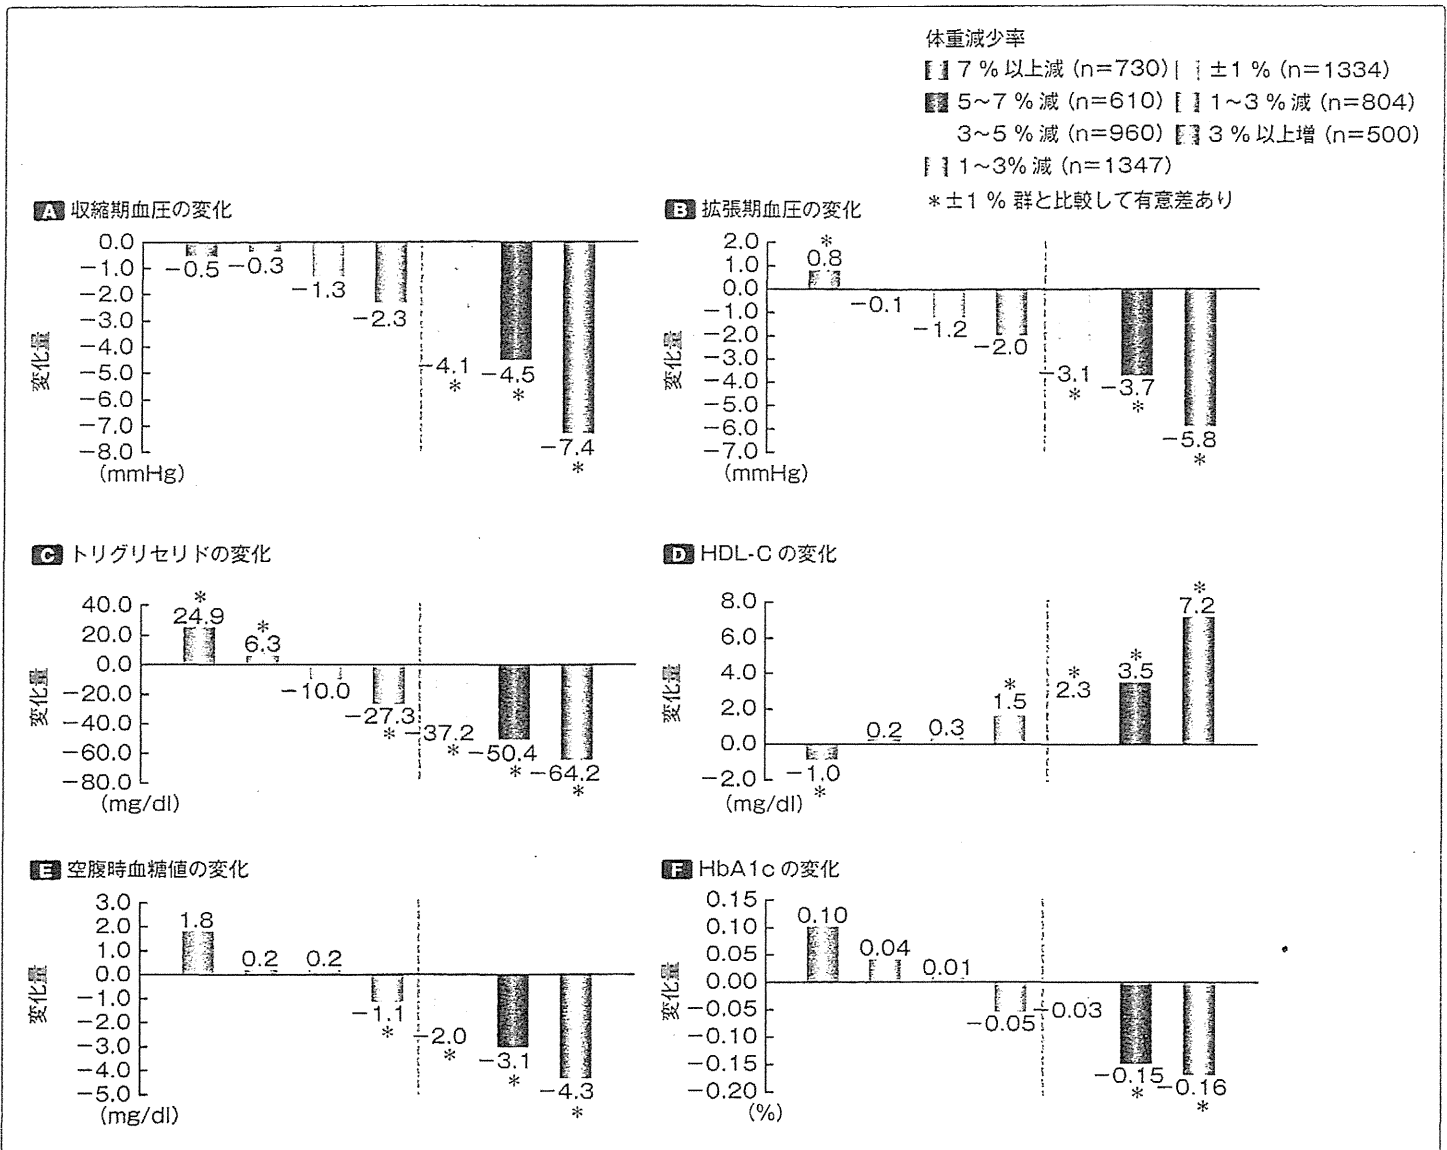 体重減少率
7 %以上減 (n=730) ±1 % (n=1334)
5~7 %減 (n=610) 1~3 %減 (n=804)
3~5 %減 (n=960) 3 %以上増 (n=500)
1~3%減 (n=1347)
*±1 % 群と比較して有意差あり
A 収縮期血圧の変化
変化量
0.0
−1.0
−2.0
−3.0
−4.0
−5.0
−6.0
−7.0
−8.0
(mmHg)
−0.5 −0.3 −1.3 −2.3 −4.1 −4.5 −7.4
* * *
B 拡張期血圧の変化
変化量
2.0
1.0
0.0
−1.0
−2.0
−3.0
−4.0
−5.0
−6.0
−7.0
(mmHg)
*
0.8 −0.1 −1.2 −2.0 −3.1 −3.7 −5.8
* * *
C トリグリセリドの変化
変化量
40.0
20.0
0.0
−20.0
−40.0
−60.0
−80.0
(mg/dl)
* *
24.9 6.3 −10.0 −27.3 −37.2 −50.4 −64.2
* * * *
D HDL-C の変化
変化量
8.0
6.0
4.0
2.0
0.0
−2.0
(mg/dl)
* * * *
−1.0 0.2 0.3 1.5 2.3 3.5 7.2
*
E 空腹時血糖値の変化
変化量
3.0
2.0
1.0
0.0
−1.0
−2.0
−3.0
−4.0
−5.0
(mg/dl)
1.8 0.2 0.2 −1.1 −2.0 −3.1 −4.3
* * * *
F HbA1c の変化
変化量
0.15
0.10
0.05
0.00
−0.05
−0.10
−0.15
−0.20
(%)
0.10 0.04 0.01 −0.05 −0.03 −0.15 −0.16
* *